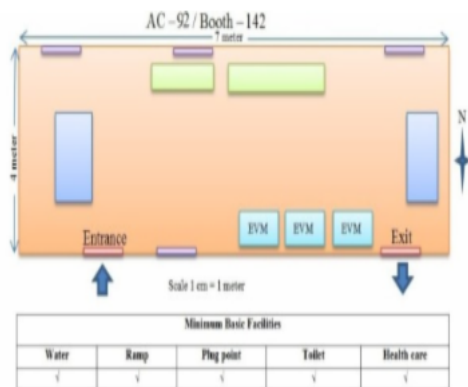 AC – 92 / Booth – 142
7 meter
4 meter
N
EVM EVM EVM
Entrance
Exit
Scale 1 cm = 1 meter
Minimum Basic Facilities
Water Ramp Plug point Toilet Health care
√ √ √ √ √